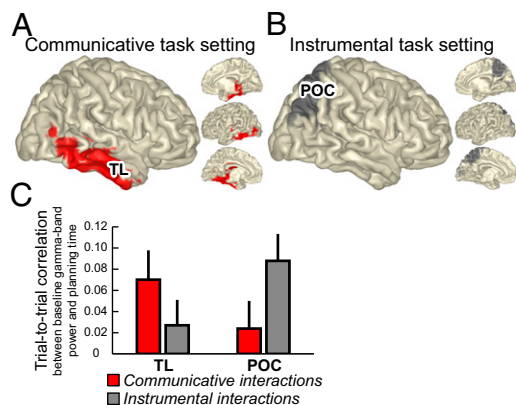 A
Communicative task setting
TL
B
Instrumental task setting
POC
C
Trial-to-trial correlation
between baseline gamma-band
power and planning time
0.12
0.10
0.08
0.06
0.04
0.02
0
TL
POC
Communicative interactions
Instrumental interactions